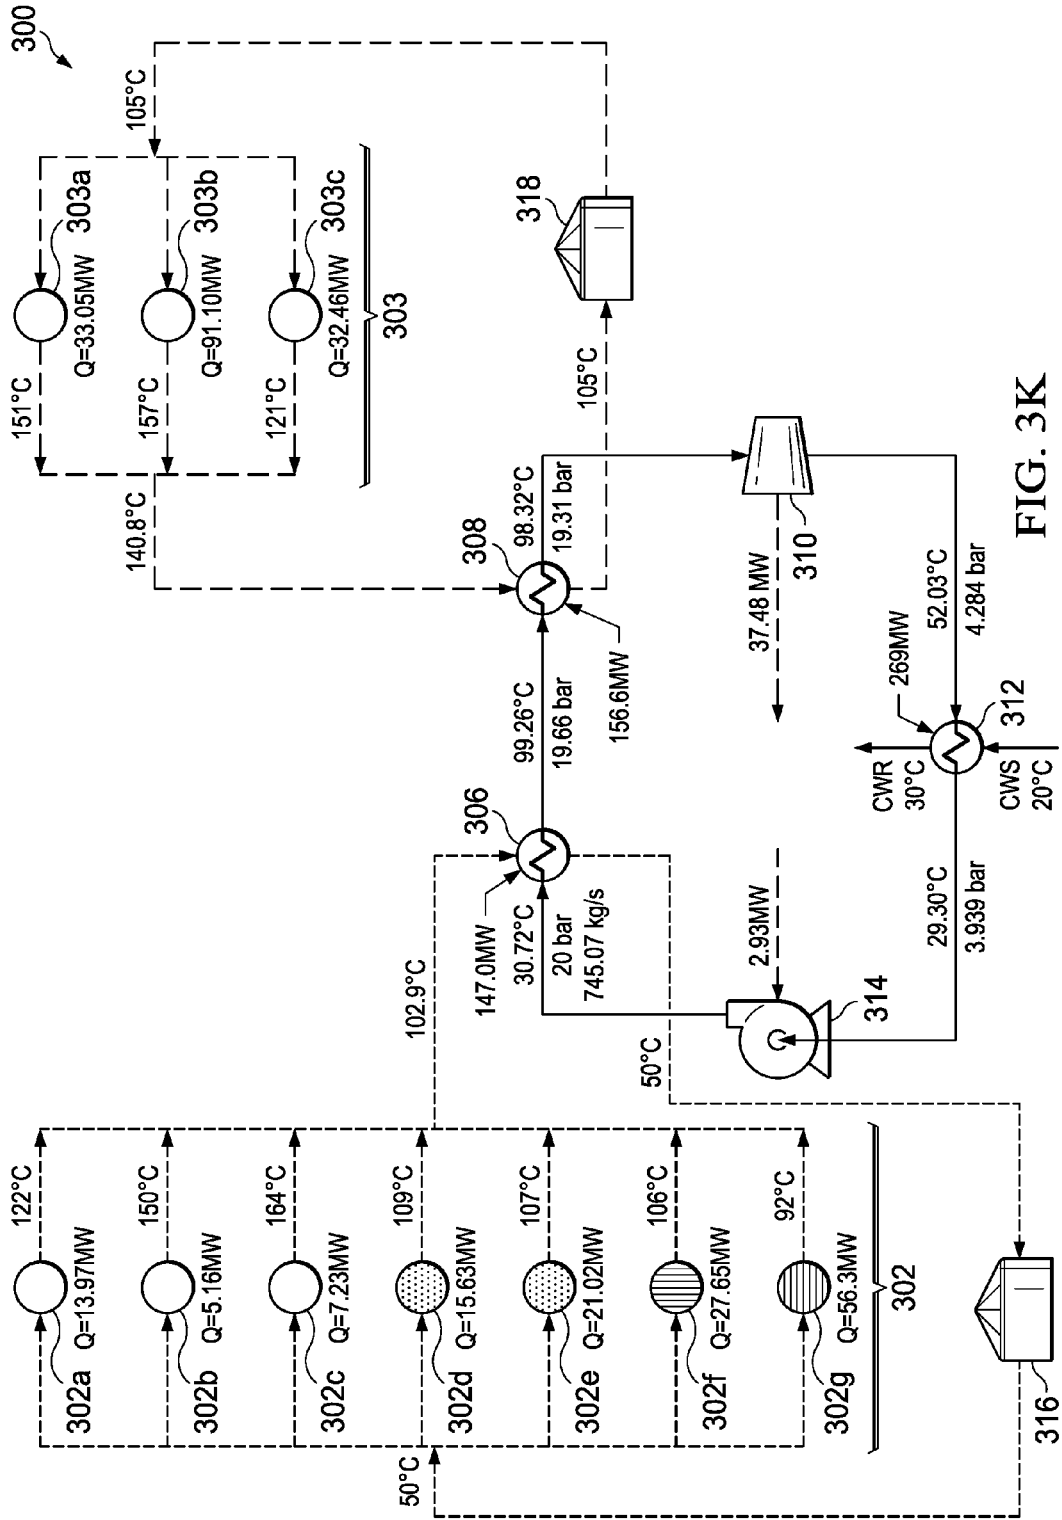 300
50°C
302a
Q=13.97MW
122°C
302b
Q=5.16MW
150°C
302c
Q=7.23MW
164°C
302d
Q=15.63MW
109°C
302e
Q=21.02MW
107°C
302f
Q=27.65MW
106°C
302g
Q=56.3MW
92°C
302
316
102.9°C
50°C
147.0MW
306
30.72°C
20 bar
745.07 kg/s
99.26°C
19.66 bar
308
156.6MW
98.32°C
19.31 bar
140.8°C
151°C
Q=33.05MW
303a
157°C
Q=91.10MW
303b
121°C
Q=32.46MW
303c
303
105°C
105°C
318
2.93MW
314
37.48 MW
310
29.30°C
3.939 bar
CWR
30°C
CWS
20°C
269MW
312
52.03°C
4.284 bar
FIG. 3K